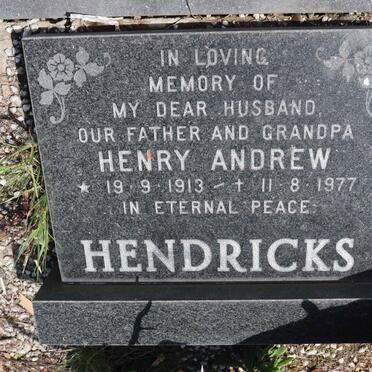 IN LOVING
MEMORY OF
MY DEAR HUSBAND,
OUR FATHER AND GRANDPA
HENRY ANDREW
★ 19·9·1913 – † 11·8·1977
IN ETERNAL PEACE
HENDRICKS